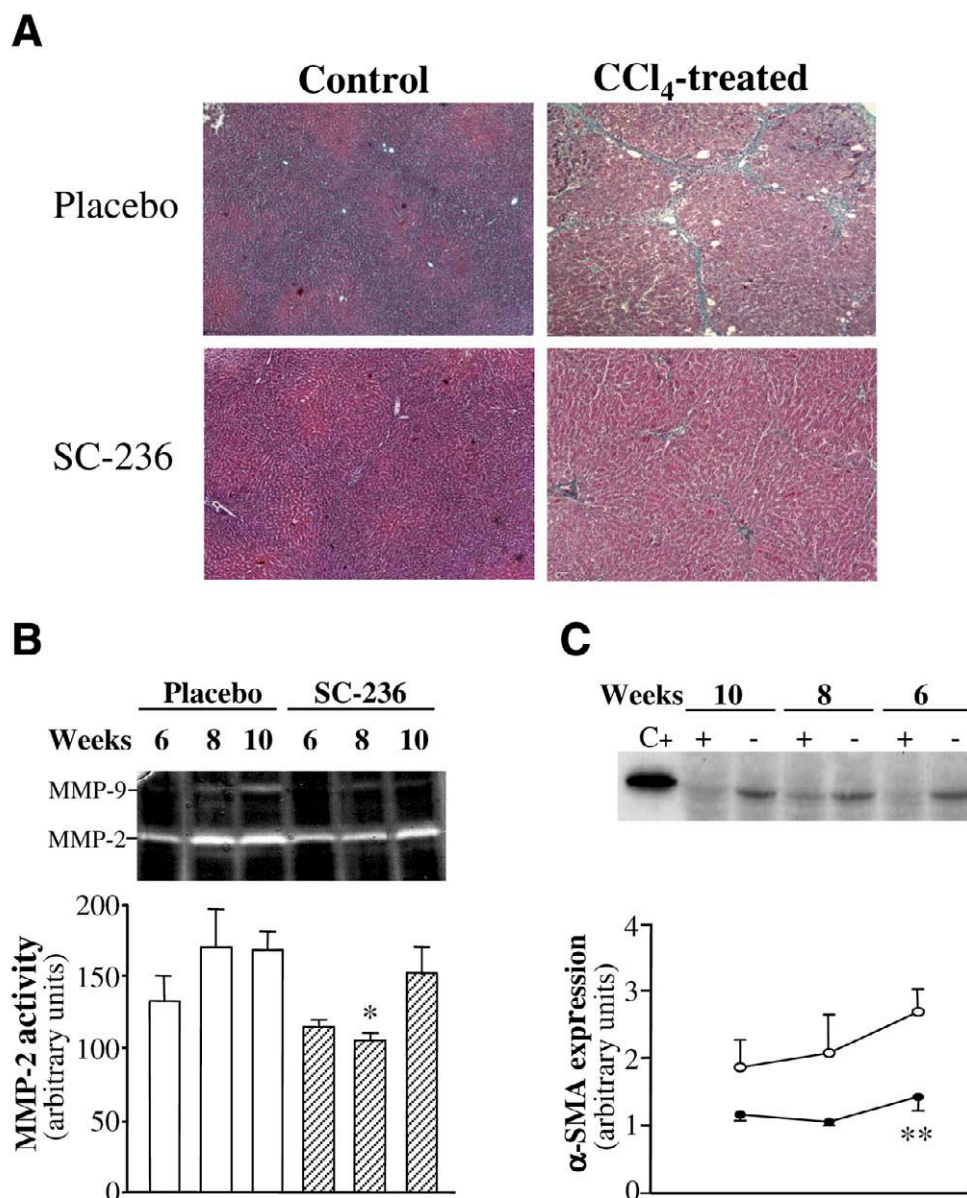 A
Control CCl4-treated
Placebo
SC-236
B
Placebo SC-236
Weeks 6 8 10 6 8 10
MMP-9
MMP-2
MMP-2 activity
(arbitrary units)
200
150
100
50
0
*
C
Weeks 10 8 6
C+ + - + - + -
α-SMA expression
(arbitrary units)
4
3
2
1
0
**